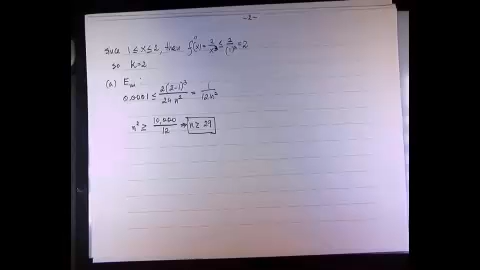 -2-
since 1 ≤ x ≤ 2, then f''(x) = 2/x³ ≤ 2/(1)³ = 2
so K=2
(a) E_M :
0.0001 ≤ 2(2-1)³/24n² = 1/12n²
n² ≥ 10,000/12 ⇒ n ≥ 29